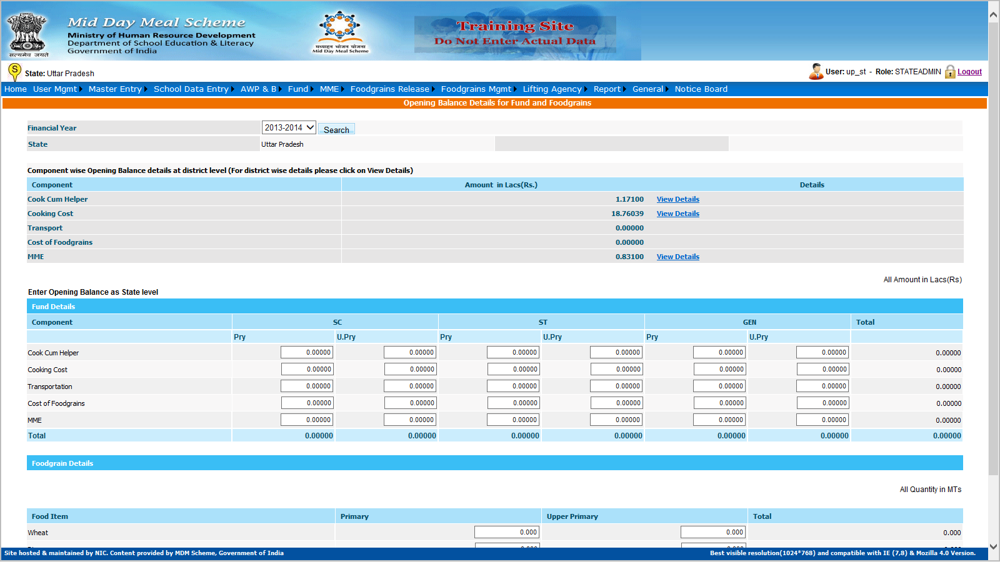 सत्यमेव जयते
Mid Day Meal Scheme
Ministry of Human Resource Development
Department of School Education & Literacy
Government of India
मध्याह्न भोजन योजना
Mid Day Meal Scheme
Training Site
Do Not Enter Actual Data
S State: Uttar Pradesh
User: up_st - Role: STATEADMIN Logout
Home User Mgmt Master Entry School Data Entry AWP & B Fund MME Foodgrains Release Foodgrains Mgmt Lifting Agency Report General Notice Board
Opening Balance Details for Fund and Foodgrains
Financial Year 2013-2014 Search
State Uttar Pradesh
Component wise Opening Balance details at district level (For district wise details please click on View Details)
Component Amount in Lacs(Rs.) Details
Cook Cum Helper 1.17100 View Details
Cooking Cost 18.76039 View Details
Transport 0.00000
Cost of Foodgrains 0.00000
MME 0.83100 View Details
All Amount in Lacs(Rs)
Enter Opening Balance as State level
Fund Details
Component SC ST GEN Total
Pry U.Pry Pry U.Pry Pry U.Pry
Cook Cum Helper 0.00000 0.00000 0.00000 0.00000 0.00000 0.00000 0.00000
Cooking Cost 0.00000 0.00000 0.00000 0.00000 0.00000 0.00000 0.00000
Transportation 0.00000 0.00000 0.00000 0.00000 0.00000 0.00000 0.00000
Cost of Foodgrains 0.00000 0.00000 0.00000 0.00000 0.00000 0.00000 0.00000
MME 0.00000 0.00000 0.00000 0.00000 0.00000 0.00000 0.00000
Total 0.00000 0.00000 0.00000 0.00000 0.00000 0.00000 0.00000
Foodgrain Details
All Quantity in MTs
Food Item Primary Upper Primary Total
Wheat 0.000 0.000 0.000
Site hosted & maintained by NIC. Content provided by MDM Scheme, Government of India
Best visible resolution(1024*768) and compatible with IE (7,8) & Mozilla 4.0 Version.